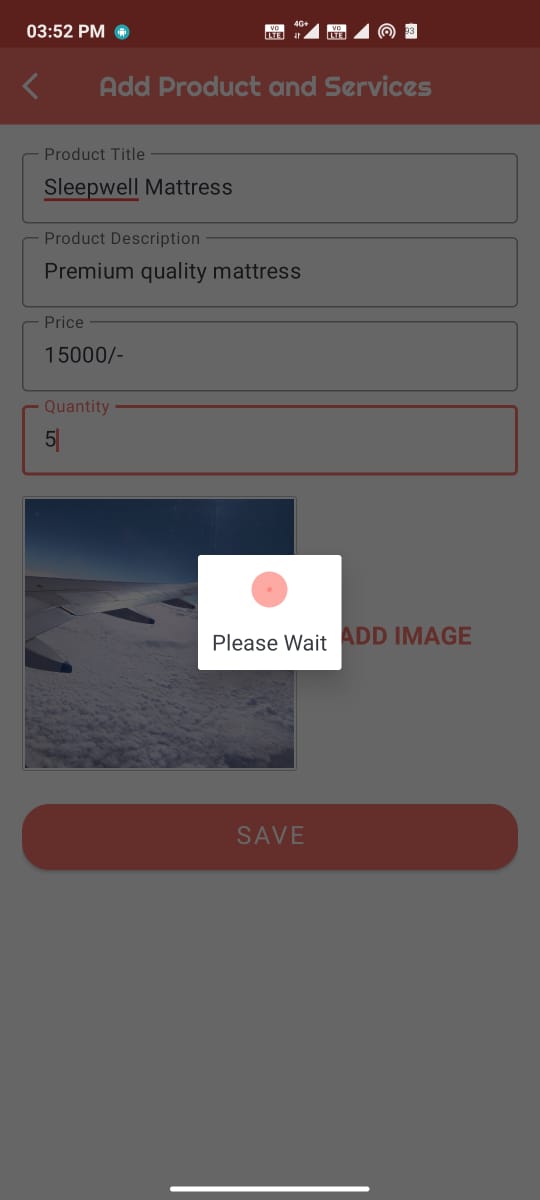 03:52 PM
VO LTE 4G+ VO LTE 93
Add Product and Services
Product Title
Sleepwell Mattress
Product Description
Premium quality mattress
Price
15000/-
Quantity
5
Please Wait
ADD IMAGE
SAVE